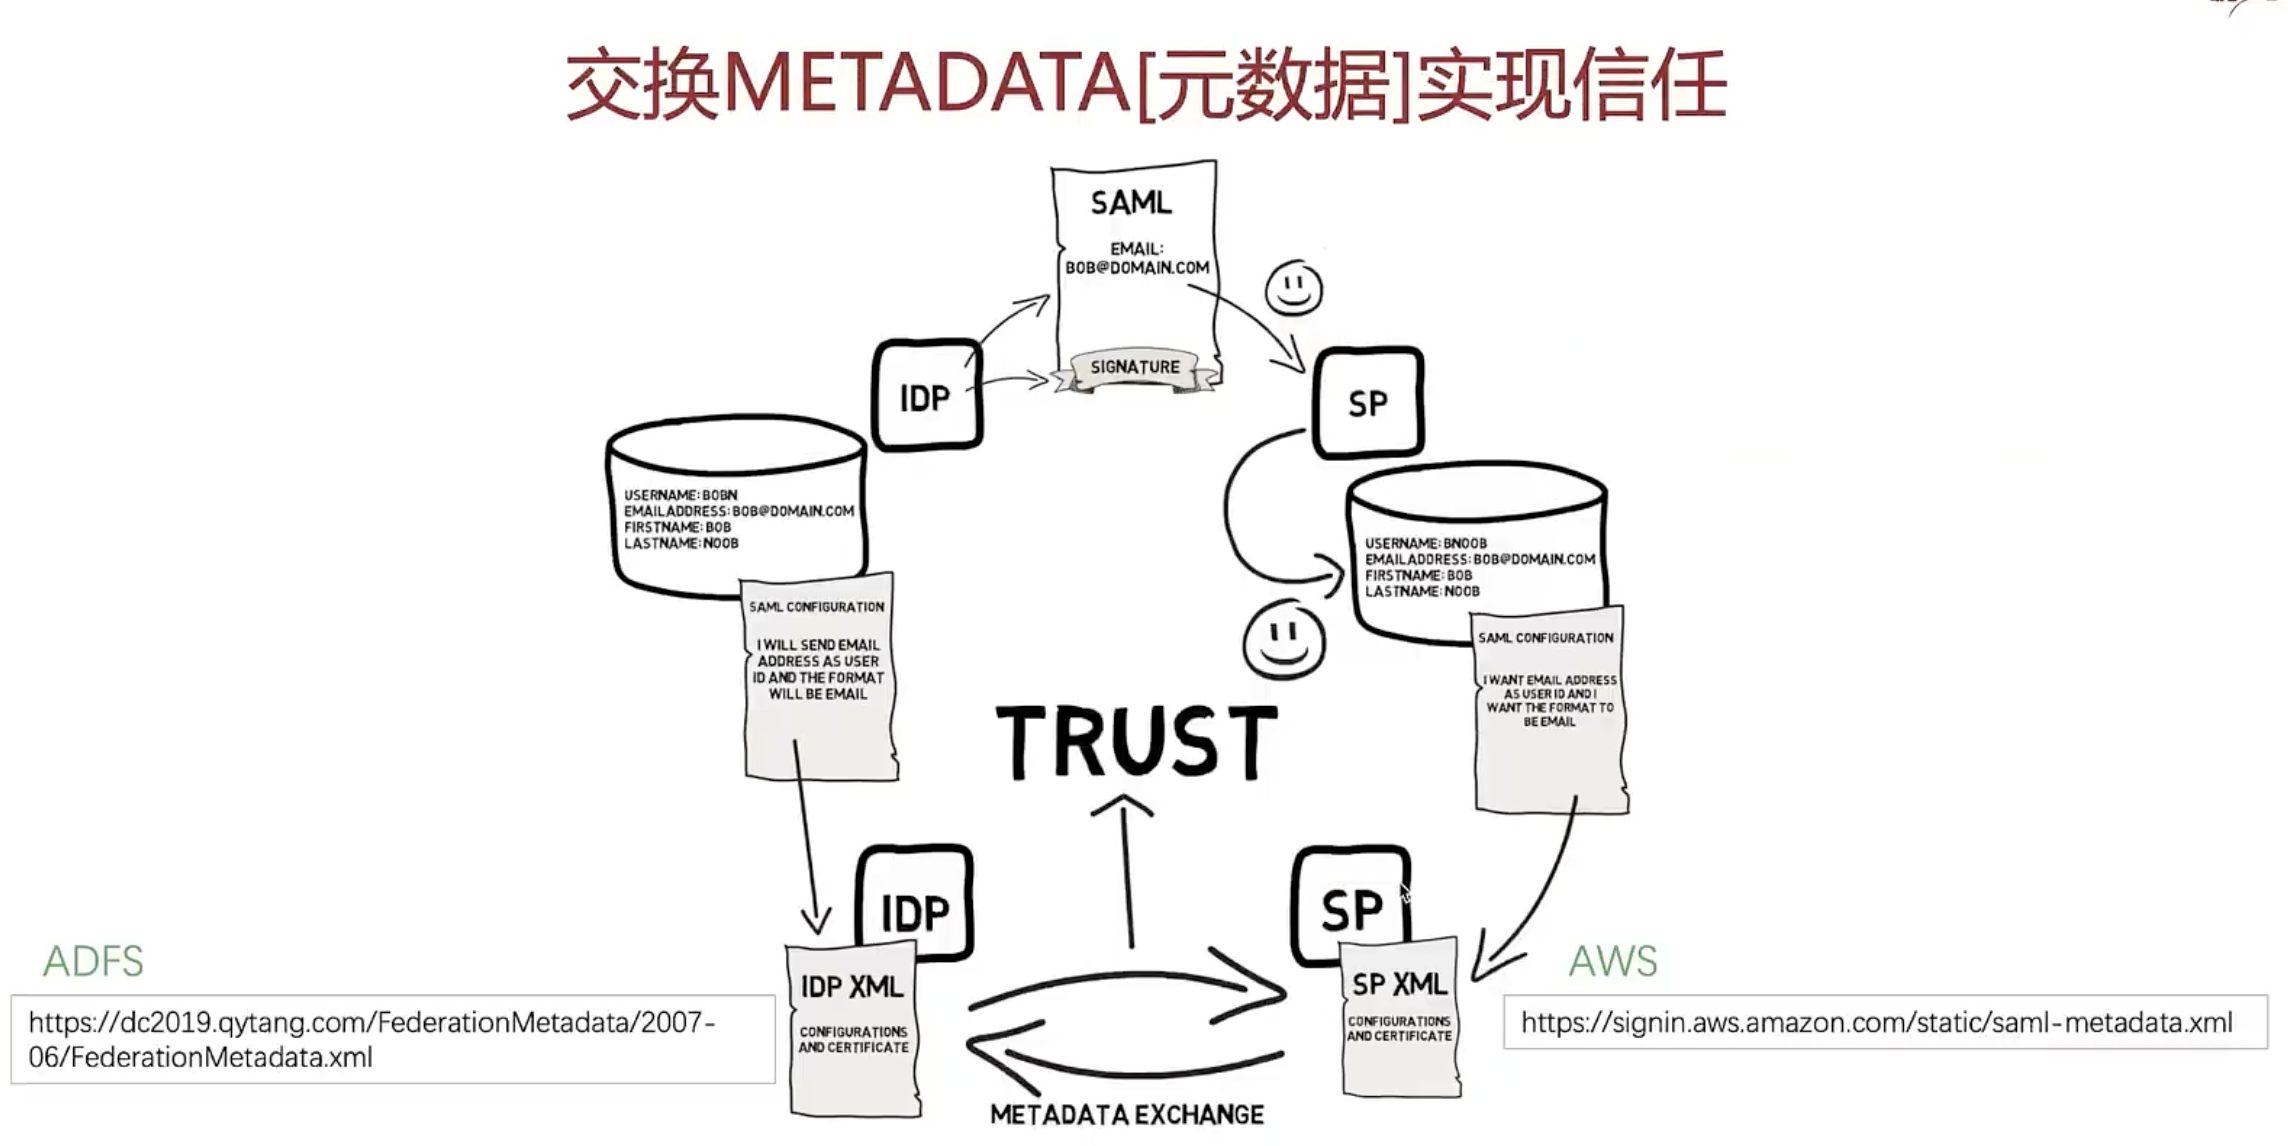 交换METADATA[元数据]实现信任
SAML
EMAIL:
BOB@DOMAIN.COM
SIGNATURE
IDP
SP
USERNAME:BOBN
EMAILADDRESS:BOB@DOMAIN.COM
FIRSTNAME:BOB
LASTNAME:NOOB
USERNAME:BNOOB
EMAILADDRESS:BOB@DOMAIN.COM
FIRSTNAME:BOB
LASTNAME:NOOB
SAML CONFIGURATION
I WILL SEND EMAIL
ADDRESS AS USER
ID AND THE FORMAT
WILL BE EMAIL
SAML CONFIGURATION
I WANT EMAIL ADDRESS
AS USER ID AND I
WANT THE FORMAT TO
BE EMAIL
TRUST
IDP
SP
ADFS
https://dc2019.qytang.com/FederationMetadata/2007-
06/FederationMetadata.xml
IDP XML
CONFIGURATIONS
AND CERTIFICATE
SP XML
CONFIGURATIONS
AND CERTIFICATE
AWS
https://signin.aws.amazon.com/static/saml-metadata.xml
METADATA EXCHANGE